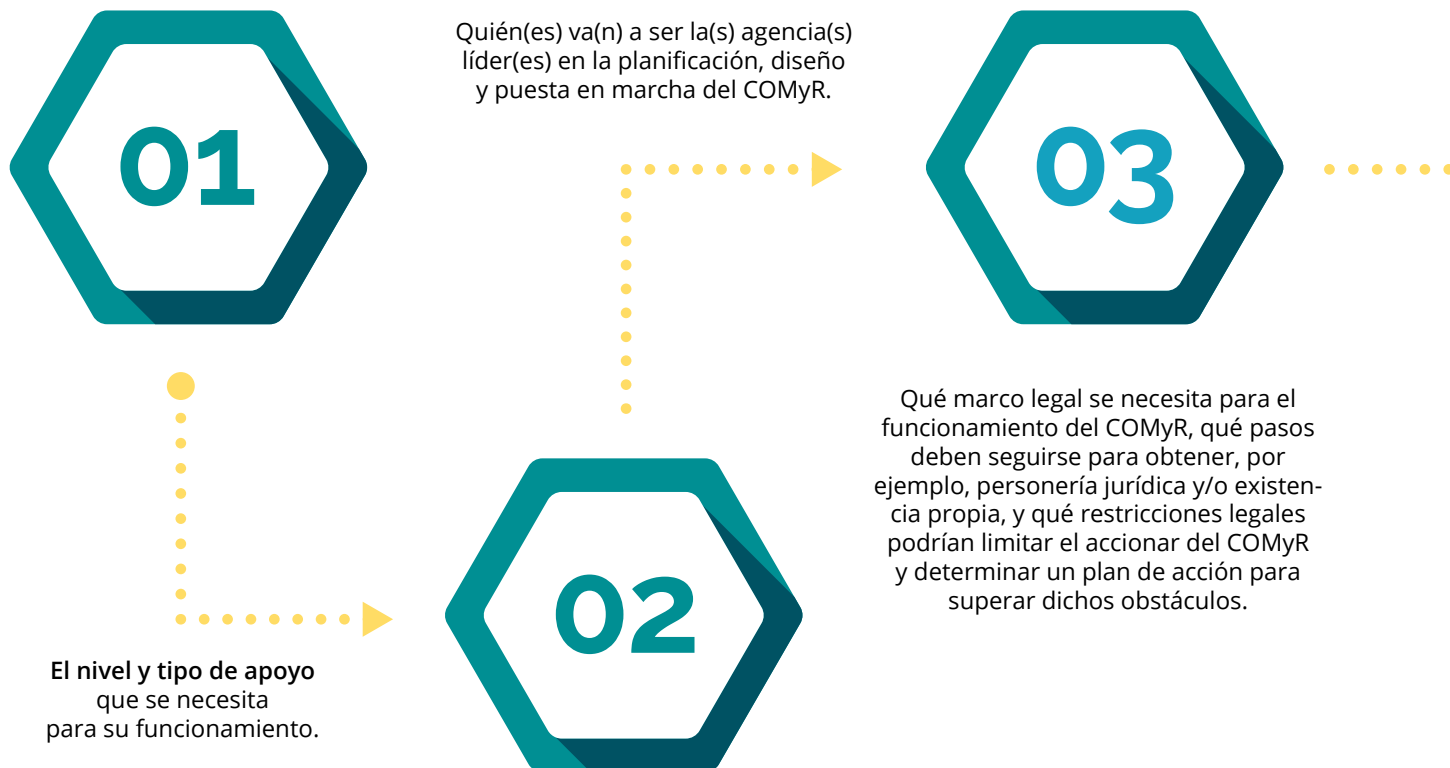 01
El nivel y tipo de apoyo
que se necesita
para su funcionamiento.
02
Quién(es) va(n) a ser la(s) agencia(s)
líder(es) en la planificación, diseño
y puesta en marcha del COMyR.
03
Qué marco legal se necesita para el
funcionamiento del COMyR, qué pasos
deben seguirse para obtener, por
ejemplo, personería jurídica y/o existen-
cia propia, y qué restricciones legales
podrían limitar el accionar del COMyR
y determinar un plan de acción para
superar dichos obstáculos.